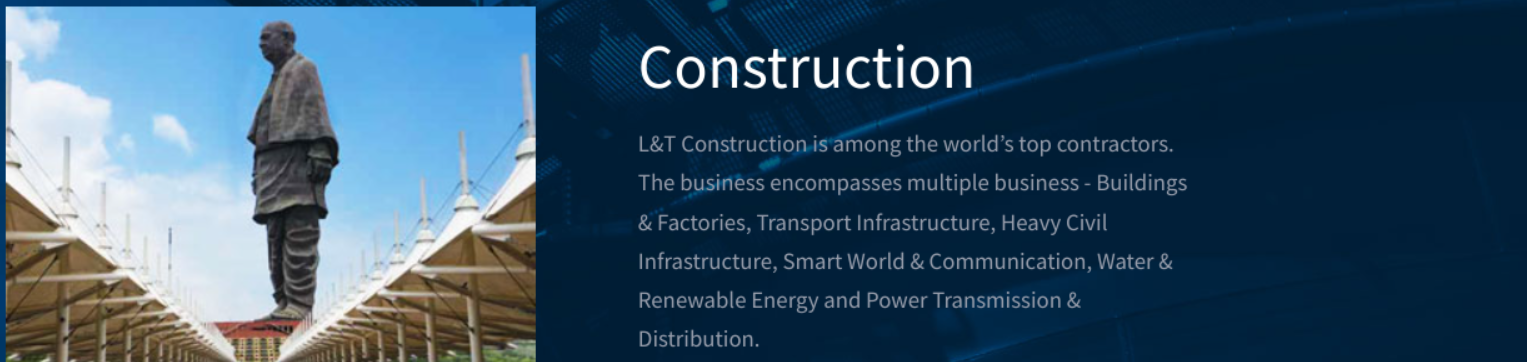 Construction
L&T Construction is among the world’s top contractors.
The business encompasses multiple business - Buildings
& Factories, Transport Infrastructure, Heavy Civil
Infrastructure, Smart World & Communication, Water &
Renewable Energy and Power Transmission &
Distribution.